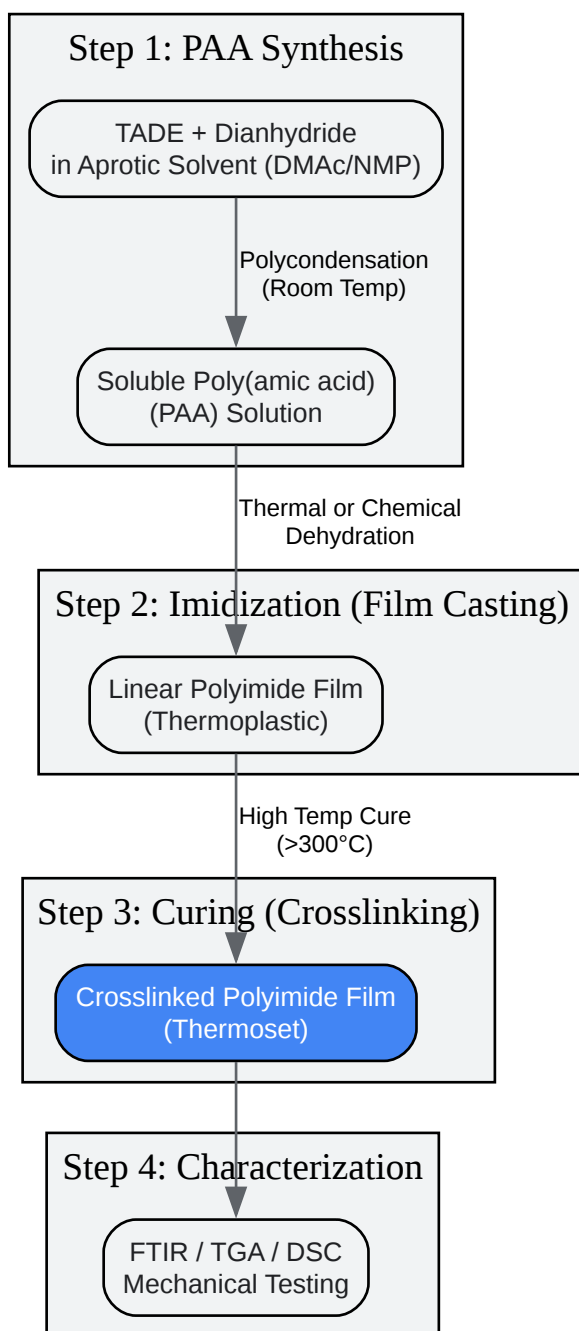 Step 1: PAA Synthesis
TADE + Dianhydride
in Aprotic Solvent (DMAc/NMP)
Polycondensation
(Room Temp)
Soluble Poly(amic acid)
(PAA) Solution
Thermal or Chemical
Dehydration
Step 2: Imidization (Film Casting)
Linear Polyimide Film
(Thermoplastic)
High Temp Cure
(>300°C)
Step 3: Curing (Crosslinking)
Crosslinked Polyimide Film
(Thermoset)
Step 4: Characterization
FTIR / TGA / DSC
Mechanical Testing